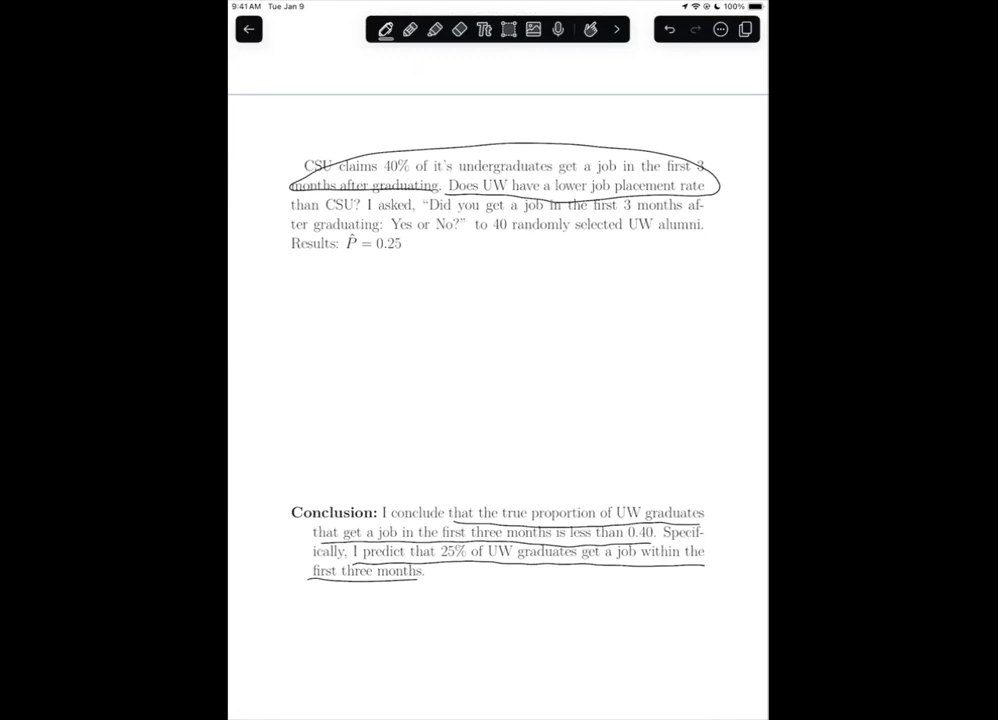 9:41 AM Tue Jan 9
100%
Tt
CSU claims 40% of it's undergraduates get a job in the first 3
months after graduating. Does UW have a lower job placement rate
than CSU? I asked, “Did you get a job in the first 3 months af-
ter graduating: Yes or No?” to 40 randomly selected UW alumni.
Results: P̂ = 0.25
Conclusion: I conclude that the true proportion of UW graduates
that get a job in the first three months is less than 0.40. Specif-
ically, I predict that 25% of UW graduates get a job within the
first three months.